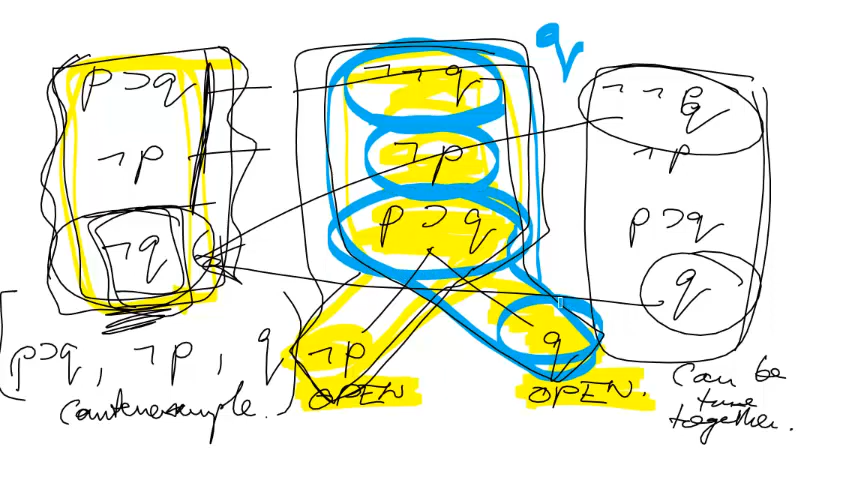 p ⊃ q
¬p
¬q
[p⊃q, ¬p, q]
Counterexample.
q
¬¬q
¬p
p ⊃ q
¬p
q
OPEN
OPEN.
¬¬q
¬p
p ⊃ q
q
Can be
true
together.